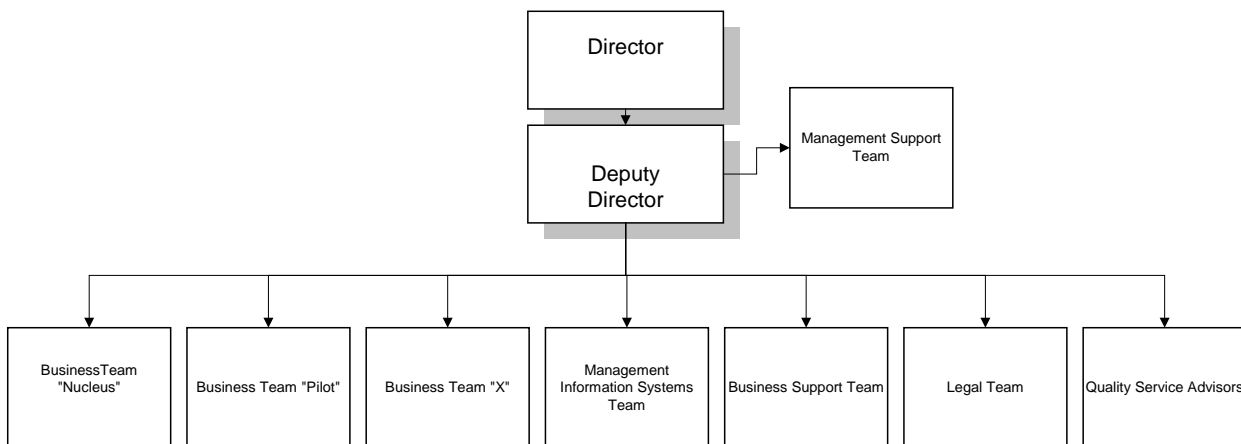 Director
Management Support
Team
Deputy
Director
BusinessTeam
"Nucleus"
Business Team "Pilot"
Business Team "X"
Management
Information Systems
Team
Business Support Team
Legal Team
Quality Service Advisors